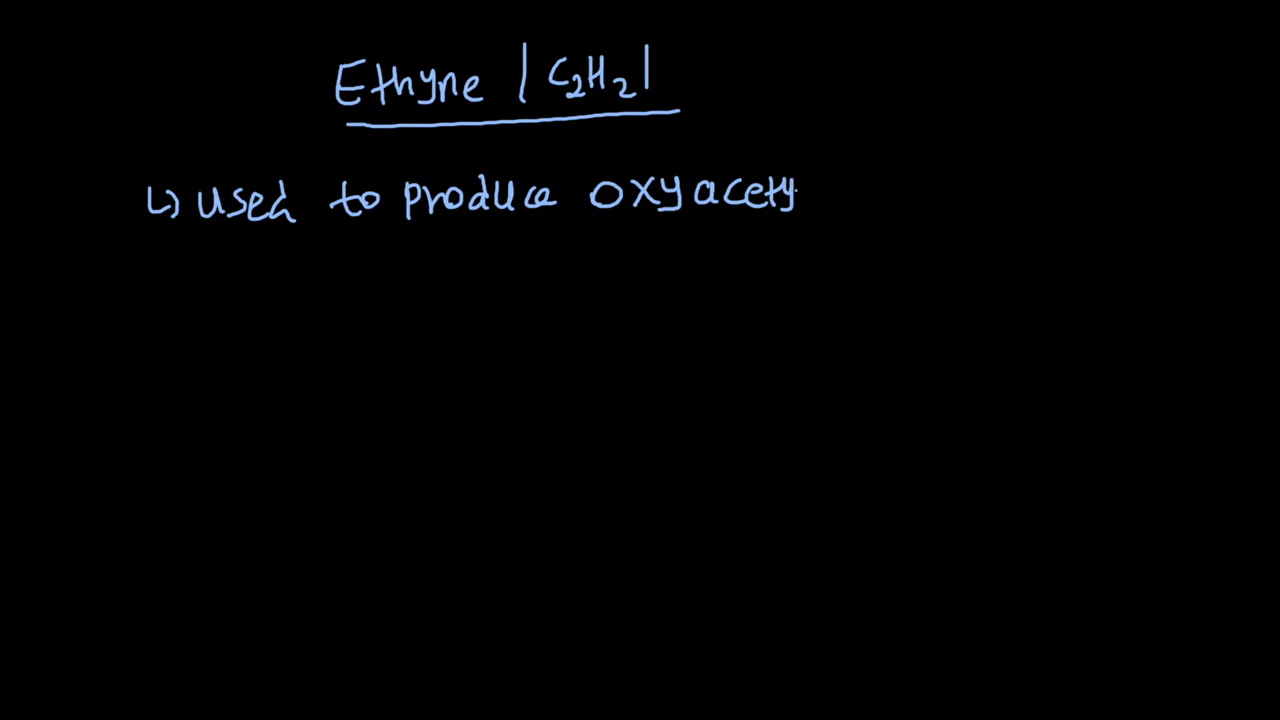 Ethyne | C₂H₂ |
↳ used to produce oxyacety